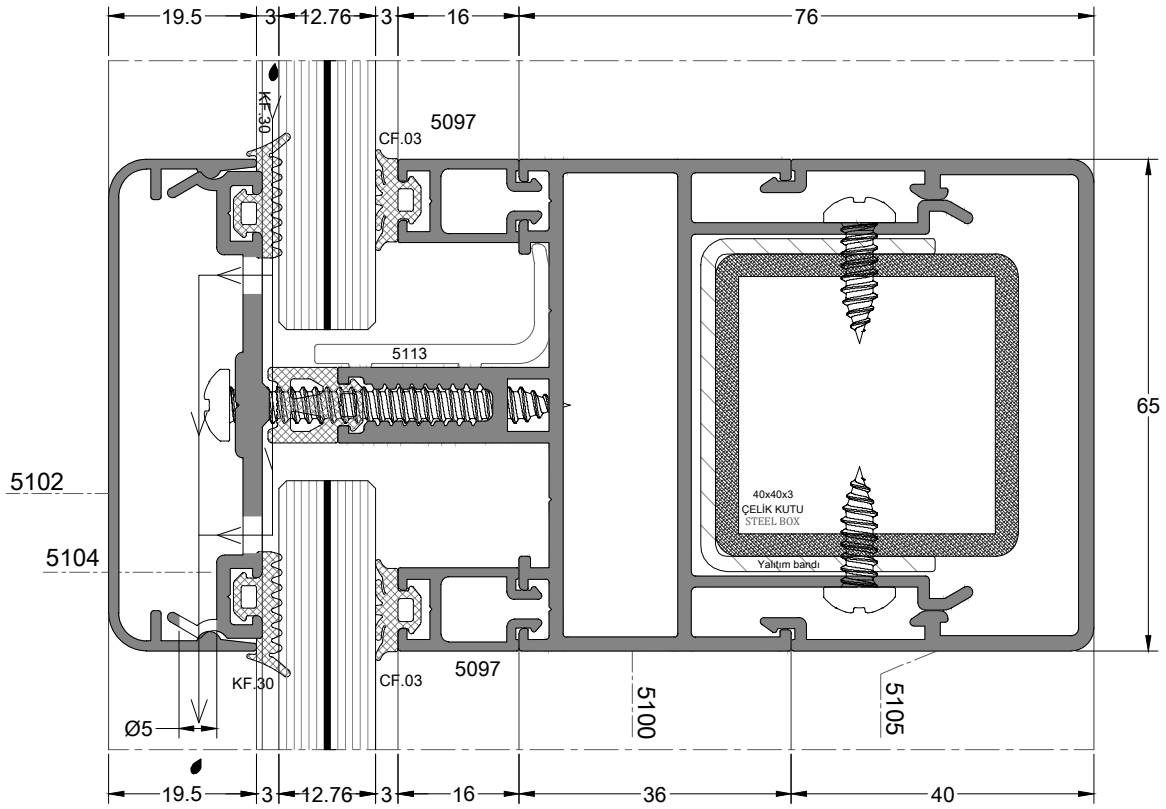 19.5 3 12.76 3 16 76
KF.30
CF.03
5097
5113
65
5102
5104
40x40x3
ÇELİK KUTU
STEEL BOX
Yalıtım bandı
KF.30
CF.03
5097
5100
5105
Ø5
19.5 3 12.76 3 16 36 40